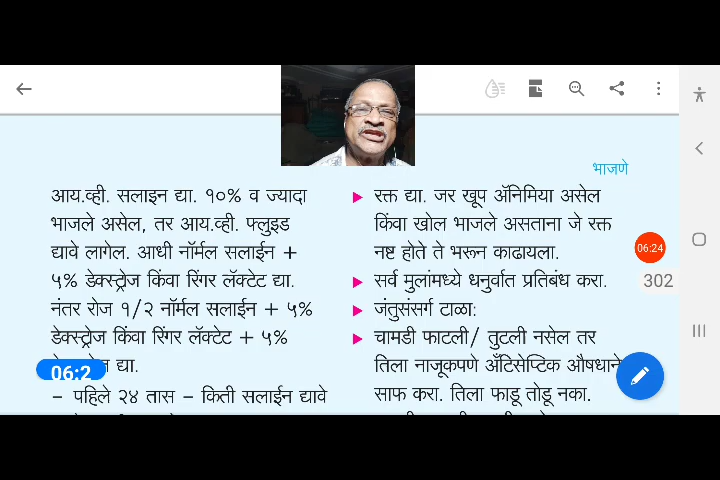 भाजणे
आय.व्ही. सलाइन द्या. १०% व ज्यादा
भाजले असेल, तर आय.व्ही. फ्लुइड
द्यावे लागेल. आधी नॉर्मल सलाईन +
५% डेक्स्ट्रोज किंवा रिंगर लॅक्टेट द्या.
नंतर रोज १/२ नॉर्मल सलाईन + ५%
डेक्स्ट्रोज किंवा रिंगर लॅक्टेट + ५%
द्या.
– पहिले २४ तास – किती सलाईन द्यावे
रक्त द्या. जर खूप ॲनिमिया असेल
किंवा खोल भाजले असताना जे रक्त
नष्ट होते ते भरून काढायला.
सर्व मुलांमध्ये धनुर्वात प्रतिबंध करा.
जंतुसंसर्ग टाळा:
चामडी फाटली/ तुटली नसेल तर
तिला नाजूकपणे अँटिसेप्टिक औषधाने
साफ करा. तिला फाडू तोडू नका.
06:24
302
06:2